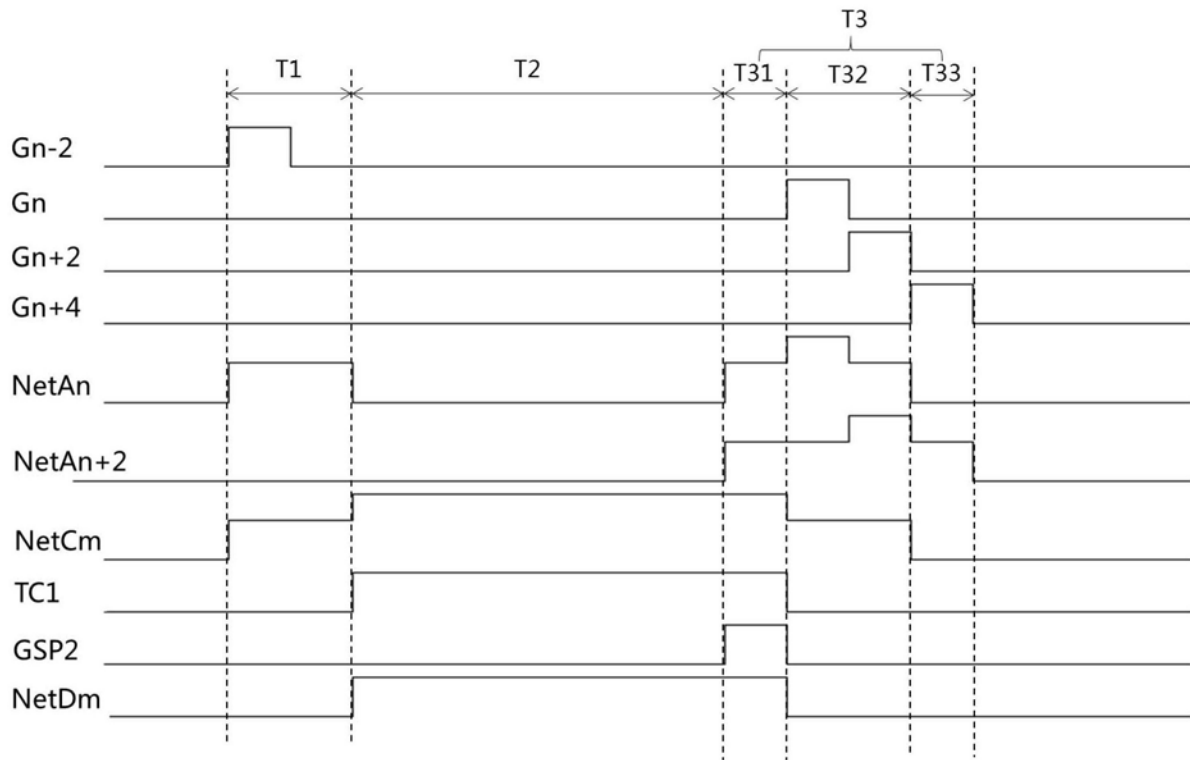 T3
T1 T2 T31 T32 T33
Gn-2
Gn
Gn+2
Gn+4
NetAn
NetAn+2
NetCm
TC1
GSP2
NetDm